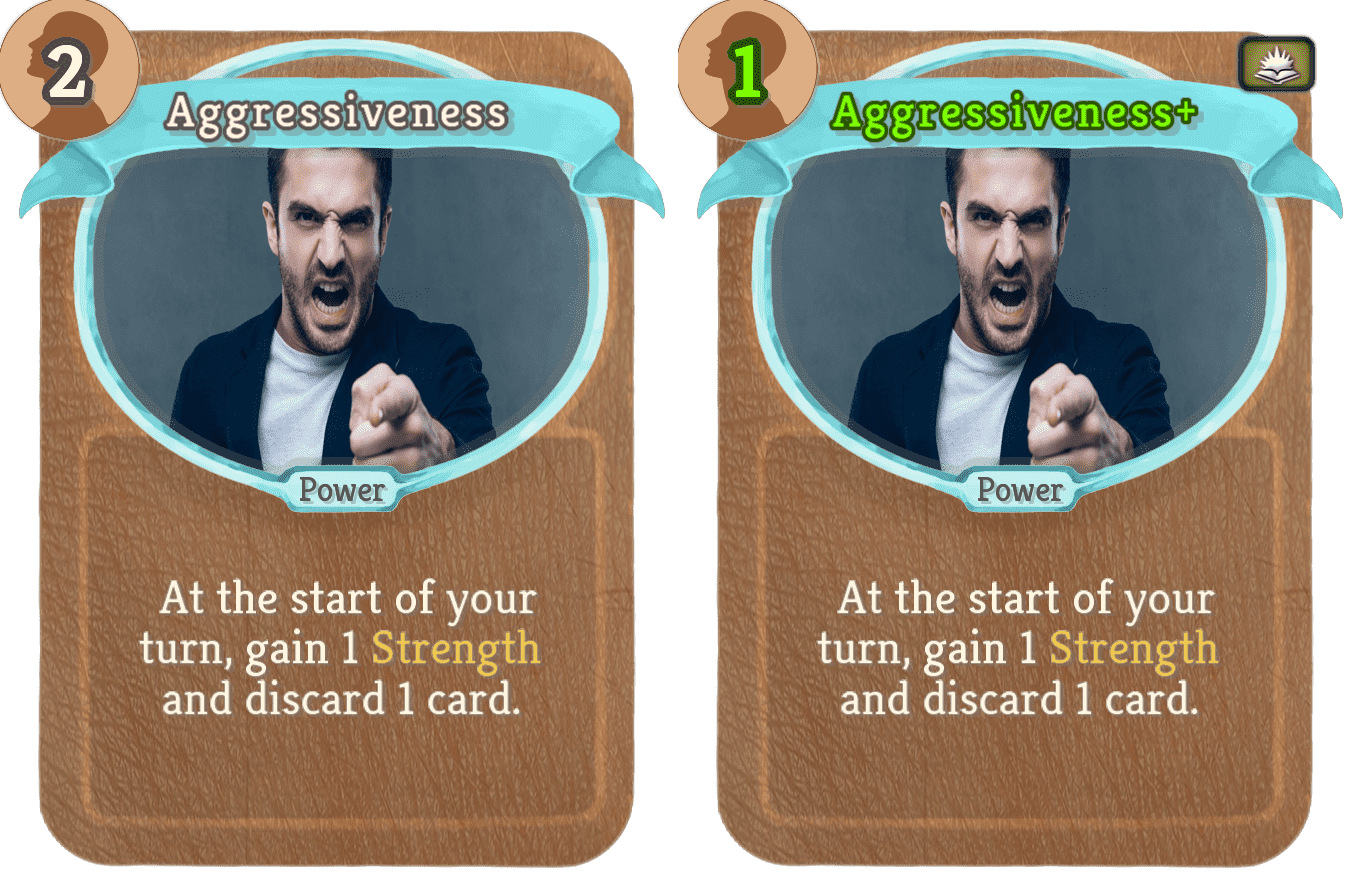 2
Aggressiveness
Power
At the start of your
turn, gain 1 Strength
and discard 1 card.
1
Aggressiveness+
Power
At the start of your
turn, gain 1 Strength
and discard 1 card.